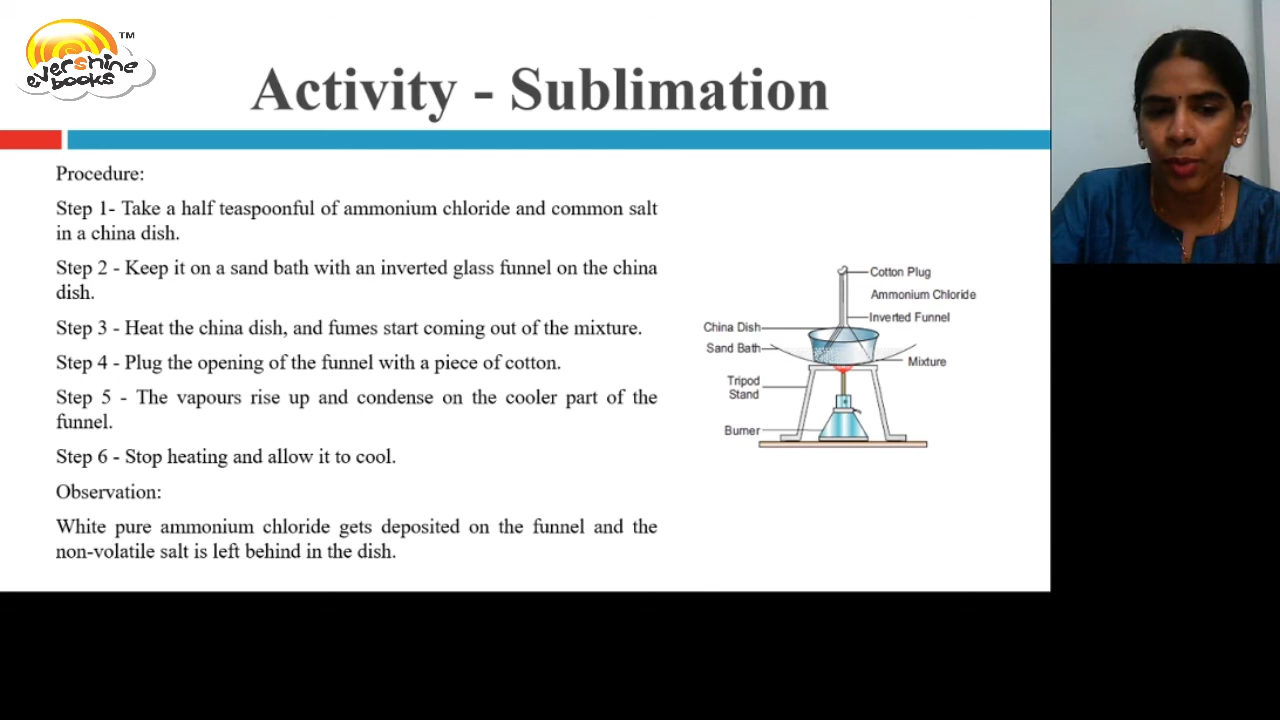 TM
evershine
books
Activity - Sublimation
Procedure:
Step 1- Take a half teaspoonful of ammonium chloride and common salt
in a china dish.
Step 2 - Keep it on a sand bath with an inverted glass funnel on the china
dish.
Step 3 - Heat the china dish, and fumes start coming out of the mixture.
Step 4 - Plug the opening of the funnel with a piece of cotton.
Step 5 - The vapours rise up and condense on the cooler part of the
funnel.
Step 6 - Stop heating and allow it to cool.
Observation:
White pure ammonium chloride gets deposited on the funnel and the
non-volatile salt is left behind in the dish.
Cotton Plug
Ammonium Chloride
Inverted Funnel
China Dish
Sand Bath
Mixture
Tripod
Stand
Burner